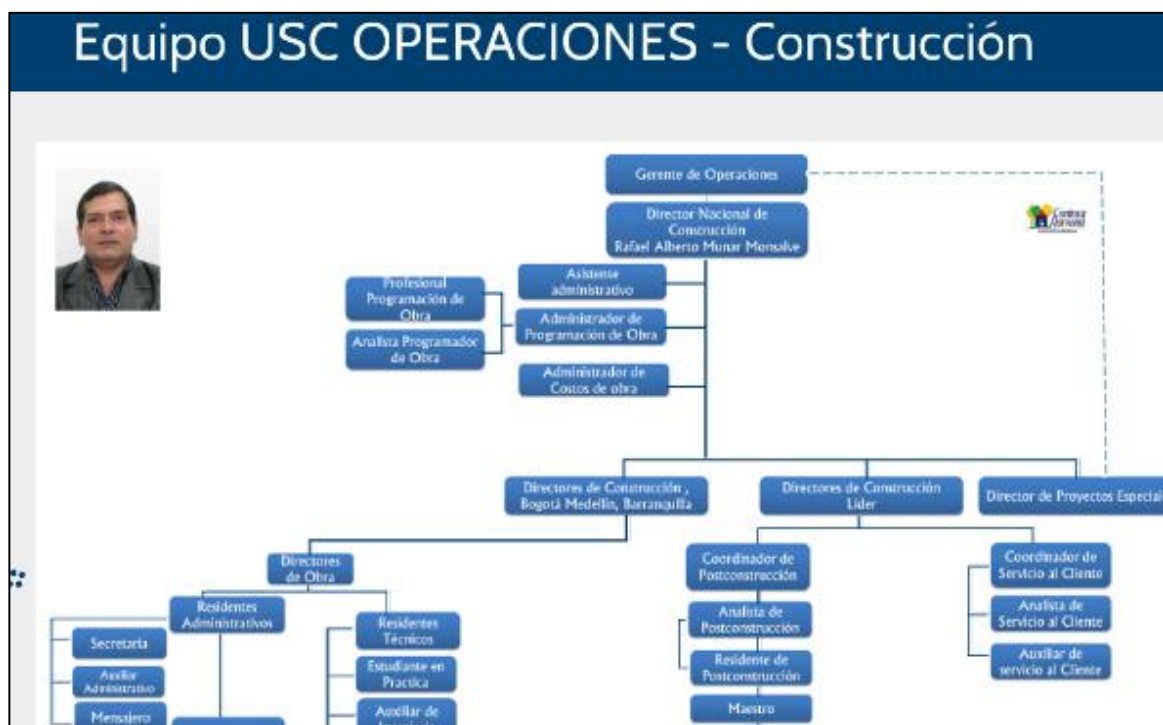 Equipo USC OPERACIONES - Construcción
Gerente de Operaciones
Director Nacional de
Construcción
Rafael Alberto Munar Monsalve
Asistente
administrativo
Profesional
Programación de
Obra
Administrador de
Programación de Obra
Analista Programador
de Obra
Administrador de
Costos de obra
Directores de Construcción ,
Bogotá Medellín, Barranquilla
Directores de Construcción
Lider
Director de Proyectos
Directores
de Obra
Coordinador de
Postconstrucción
Coordinador de
Servicio al Cliente
Residentes
Administrativos
Residentes
Técnicos
Analista de
Postconstrucción
Analista de
Servicio al Cliente
Secretaria
Estudiante en
Practica
Residente de
Postconstrucción
Auxiliar de
servicio al Cliente
Auxiliar
Administrativo
Mensajero
Auxiliar de
Maestro